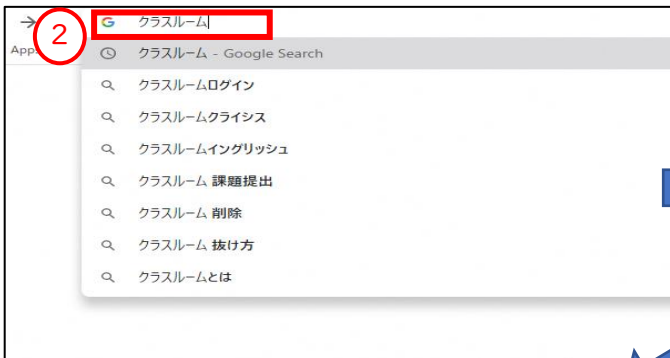 2
クラスルーム
App
クラスルーム - Google Search
クラスルームログイン
クラスルームクライシス
クラスルームイングリッシュ
クラスルーム 課題提出
クラスルーム 削除
クラスルーム 抜け方
クラスルームとは